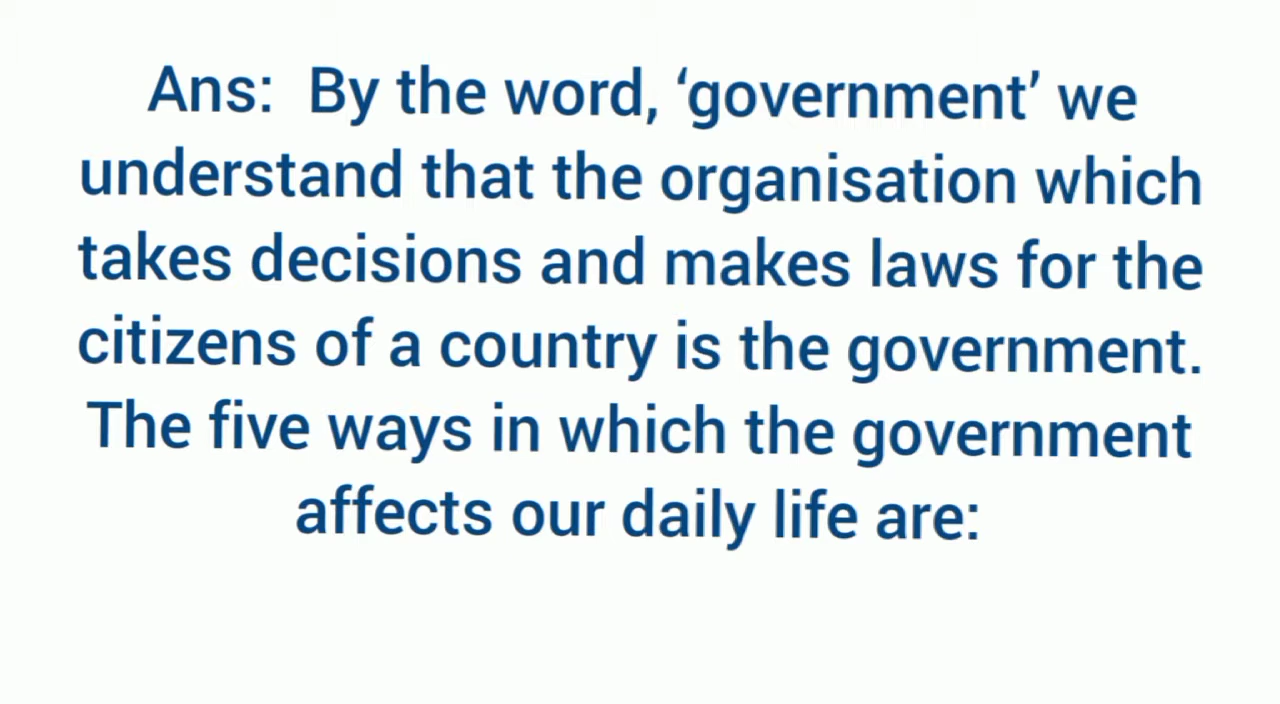 Ans:  By the word, ‘government’ we
understand that the organisation which
takes decisions and makes laws for the
citizens of a country is the government.
The five ways in which the government
affects our daily life are: